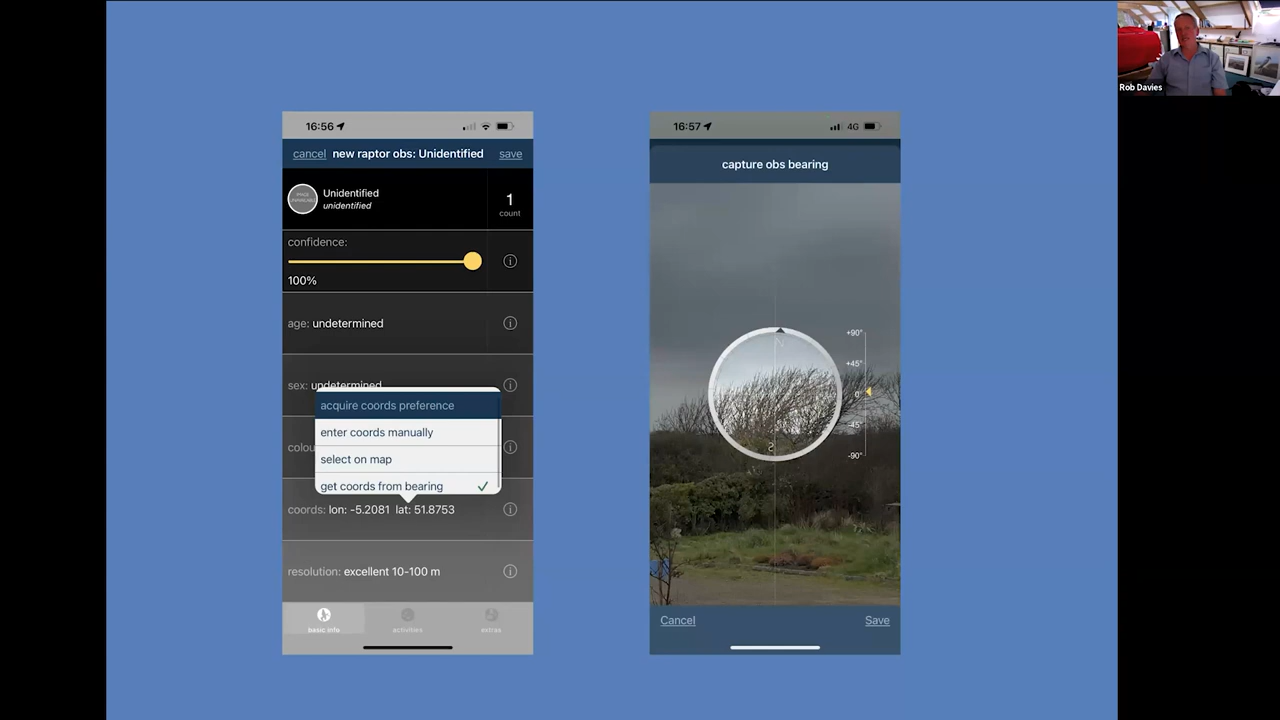 Rob Davies
16:56
cancel new raptor obs: Unidentified save
Unidentified
unidentified
1
count
confidence:
100%
age: undetermined
sex: undetermined
acquire coords preference
enter coords manually
colou
select on map
get coords from bearing
coords: lon: -5.2081 lat: 51.8753
resolution: excellent 10-100 m
basic info activities extras
16:57 4G
capture obs bearing
N
S
+90°
+45°
0°
-45°
-90°
Cancel Save